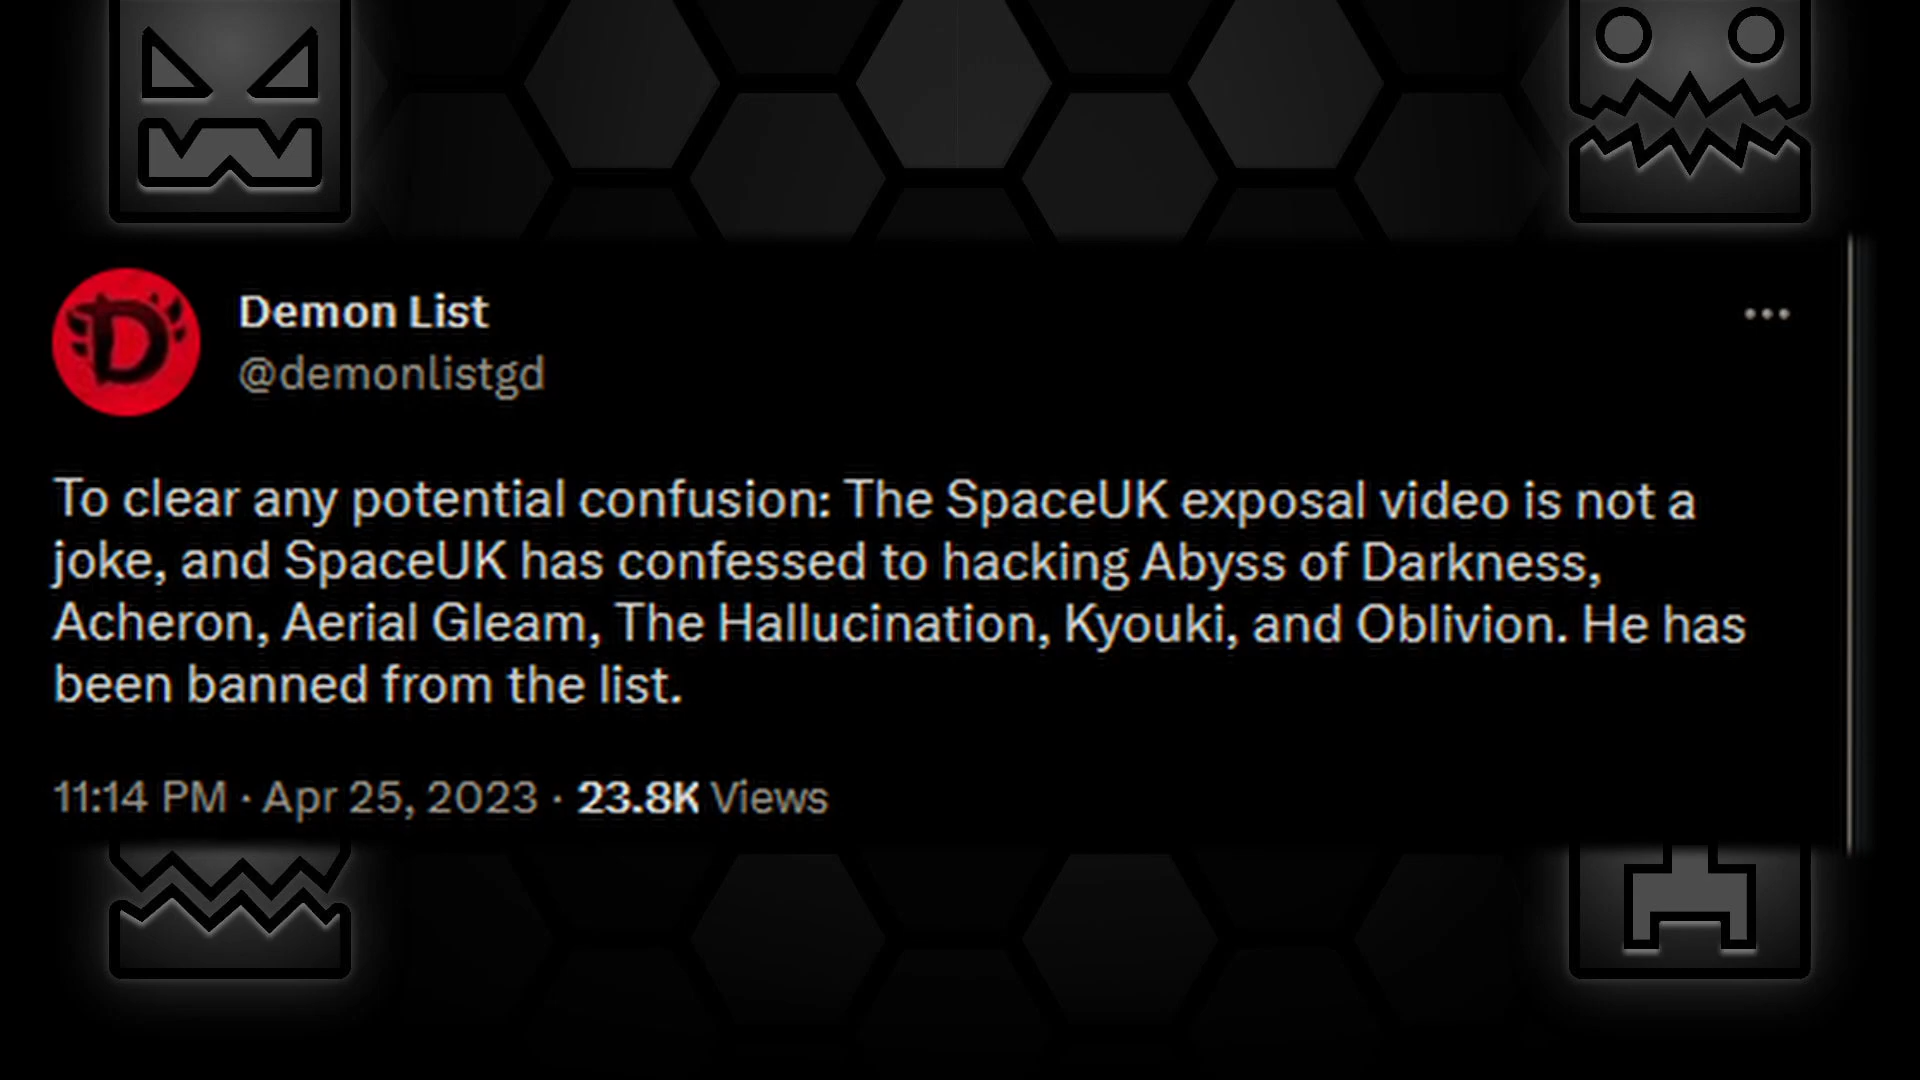 D
Demon List
@demonlistgd
To clear any potential confusion: The SpaceUK exposal video is not a
joke, and SpaceUK has confessed to hacking Abyss of Darkness,
Acheron, Aerial Gleam, The Hallucination, Kyouki, and Oblivion. He has
been banned from the list.
11:14 PM · Apr 25, 2023 · 23.8K Views